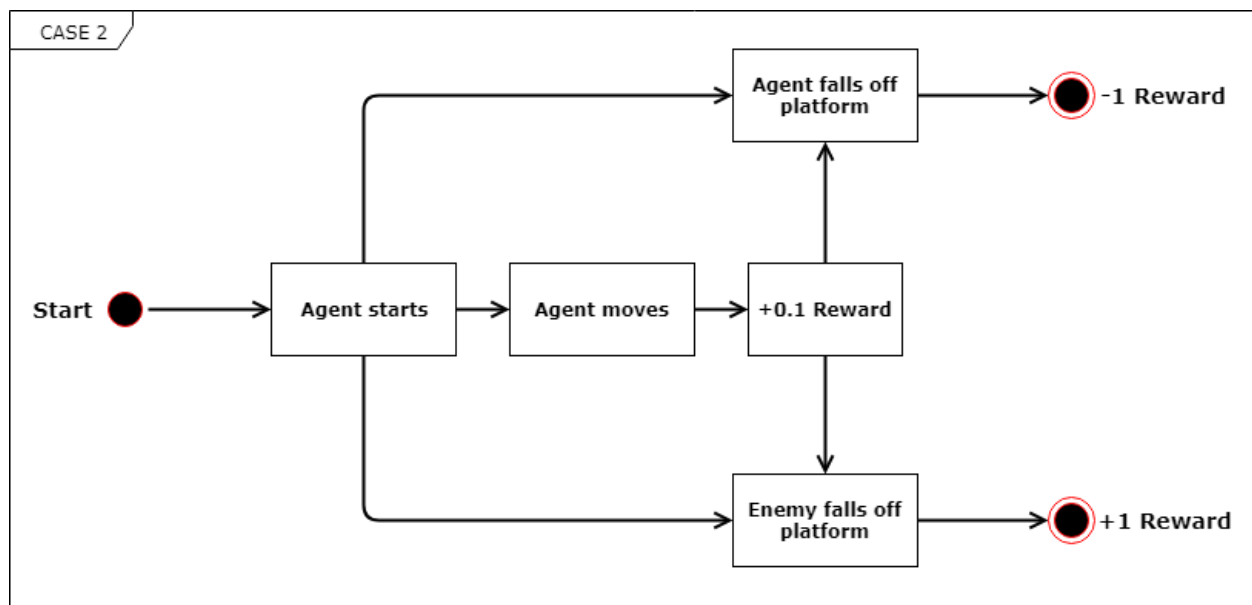 CASE 2
Agent falls off
platform
-1 Reward
Start
Agent starts
Agent moves
+0.1 Reward
Enemy falls off
platform
+1 Reward